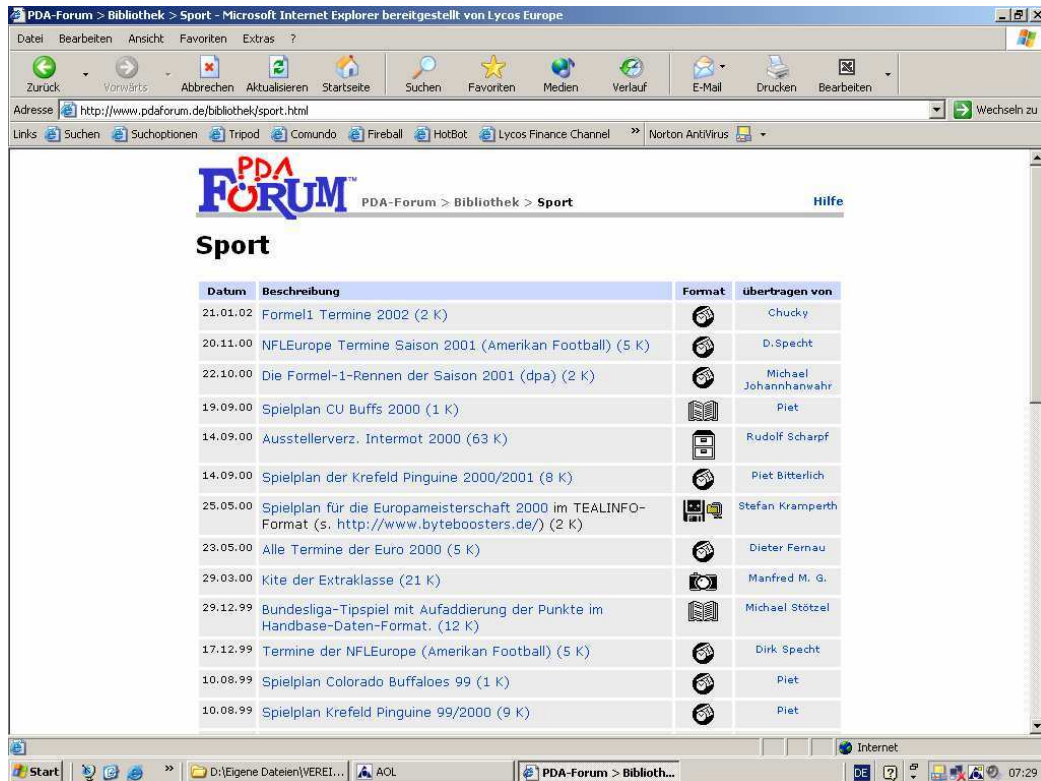 PDA-Forum > Bibliothek > Sport - Microsoft Internet Explorer bereitgestellt von Lycos Europe
Datei Bearbeiten Ansicht Favoriten Extras ?
Zurück Vorwärts Abbrechen Aktualisieren Startseite Suchen Favoriten Medien Verlauf E-Mail Drucken Bearbeiten
Adresse http://www.pdaforum.de/bibliothek/sport.html Wechseln zu
Links Suchen Suchoptionen Tripod Comundo Fireball HotBot Lycos Finance Channel » Norton AntiVirus
PDA
FORUM™ PDA-Forum > Bibliothek > Sport Hilfe
Sport
Datum Beschreibung Format übertragen von
21.01.02 Formel1 Termine 2002 (2 K) Chucky
20.11.00 NFLEurope Termine Saison 2001 (Amerikan Football) (5 K) D.Specht
22.10.00 Die Formel-1-Rennen der Saison 2001 (dpa) (2 K) Michael
Johannhanwahr
19.09.00 Spielplan CU Buffs 2000 (1 K) Piet
14.09.00 Ausstellerverz. Intermot 2000 (63 K) Rudolf Scharpf
14.09.00 Spielplan der Krefeld Pinguine 2000/2001 (8 K) Piet Bitterlich
25.05.00 Spielplan für die Europameisterschaft 2000 im TEALINFO- Stefan Kramperth
Format (s. http://www.byteboosters.de/) (2 K)
23.05.00 Alle Termine der Euro 2000 (5 K) Dieter Fernau
29.03.00 Kite der Extraklasse (21 K) Manfred M. G.
29.12.99 Bundesliga-Tipspiel mit Aufaddierung der Punkte im Michael Stötzel
Handbase-Daten-Format. (12 K)
17.12.99 Termine der NFLEurope (Amerikan Football) (5 K) Dirk Specht
10.08.99 Spielplan Colorado Buffaloes 99 (1 K) Piet
10.08.99 Spielplan Krefeld Pinguine 99/2000 (9 K) Piet
Internet
Start » D:\Eigene Dateien\VEREI... AOL PDA-Forum > Biblioth... DE 07:29